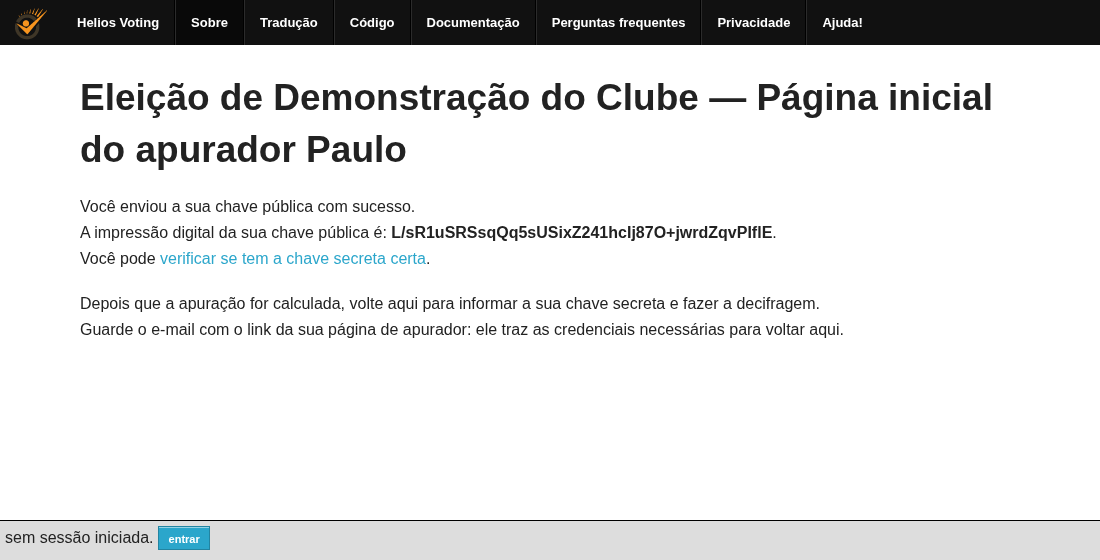 Helios Voting Sobre Tradução Código Documentação Perguntas frequentes Privacidade Ajuda!
Eleição de Demonstração do Clube — Página inicial
do apurador Paulo
Você enviou a sua chave pública com sucesso.
A impressão digital da sua chave pública é: L/sR1uSRSsqQq5sUSixZ241hcIj87O+jwrdZqvPIflE.
Você pode verificar se tem a chave secreta certa.
Depois que a apuração for calculada, volte aqui para informar a sua chave secreta e fazer a decifragem.
Guarde o e-mail com o link da sua página de apurador: ele traz as credenciais necessárias para voltar aqui.
sem sessão iniciada. entrar